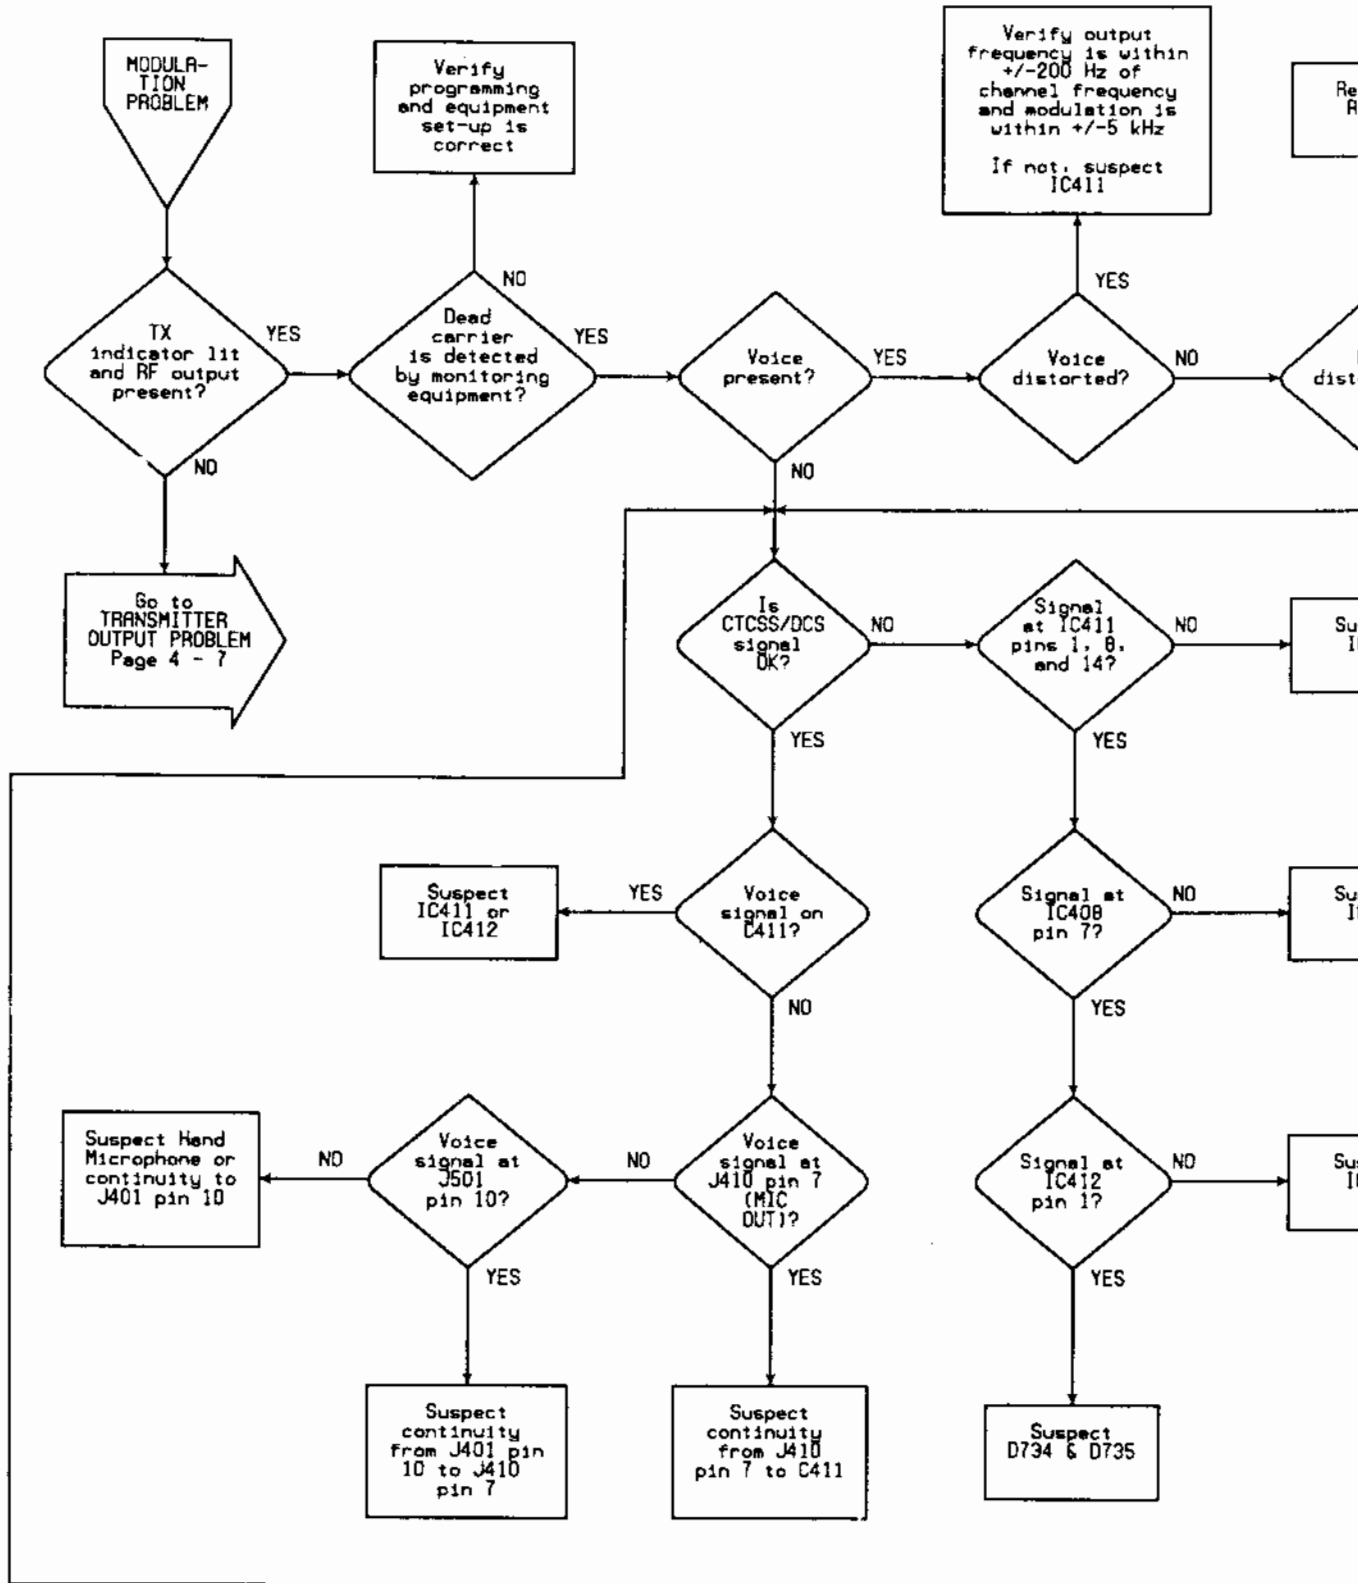 MODULA-
TION
PROBLEM
Verify
programming
and equipment
set-up is
correct
Verify output
frequency is within
+/-200 Hz of
channel frequency
and modulation is
within +/-5 kHz
If not, suspect
IC411
Re
TX
indicator lit
and RF output
present?
YES
NO
Dead
carrier
is detected
by monitoring
equipment?
NO
YES
Voice
present?
YES
NO
Voice
distorted?
YES
NO
dist
Go to
TRANSMITTER
OUTPUT PROBLEM
Page 4 - 7
Is
CTCSS/DCS
signal
OK?
NO
YES
Signal
at IC411
pins 1, 8,
and 14?
NO
YES
Su
Suspect
IC411 or
IC412
YES
Voice
signal on
C411?
NO
Signal at
IC408
pin 7?
NO
YES
Su
Suspect Hand
Microphone or
continuity to
J401 pin 10
NO
Voice
signal at
J501
pin 10?
YES
NO
Voice
signal at
J410 pin 7
(MIC
OUT)?
YES
Signal at
IC412
pin 1?
NO
YES
Su
Suspect
continuity
from J401 pin
10 to J410
pin 7
Suspect
continuity
from J410
pin 7 to C411
Suspect
D734 & D735